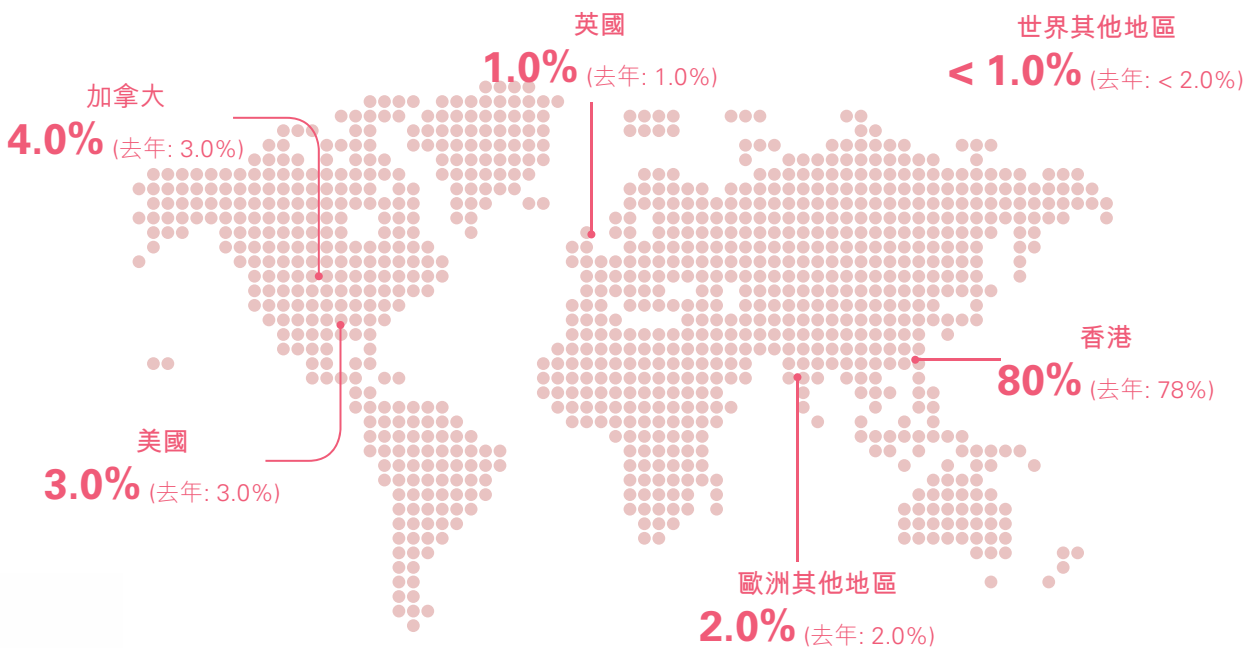 英國
1.0% (去年: 1.0%)
世界其他地區
< 1.0% (去年: < 2.0%)
加拿大
4.0% (去年: 3.0%)
香港
80% (去年: 78%)
美國
3.0% (去年: 3.0%)
歐洲其他地區
2.0% (去年: 2.0%)